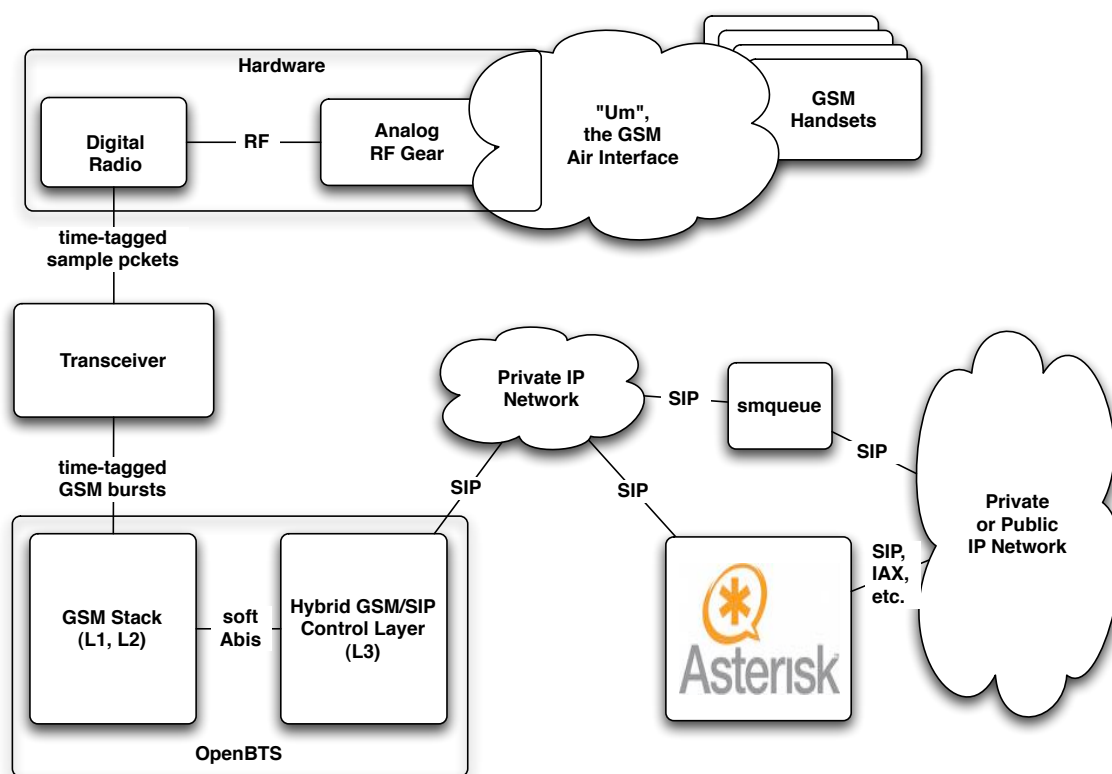 Hardware
Digital
Radio
RF
Analog
RF Gear
"Um",
the GSM
Air Interface
GSM
Handsets
time-tagged
sample pckets
Transceiver
time-tagged
GSM bursts
Private IP
Network
SIP
smqueue
SIP
SIP
SIP
Private
or Public
IP Network
SIP,
IAX,
etc.
Asterisk™
GSM Stack
(L1, L2)
soft
Abis
Hybrid GSM/SIP
Control Layer
(L3)
OpenBTS